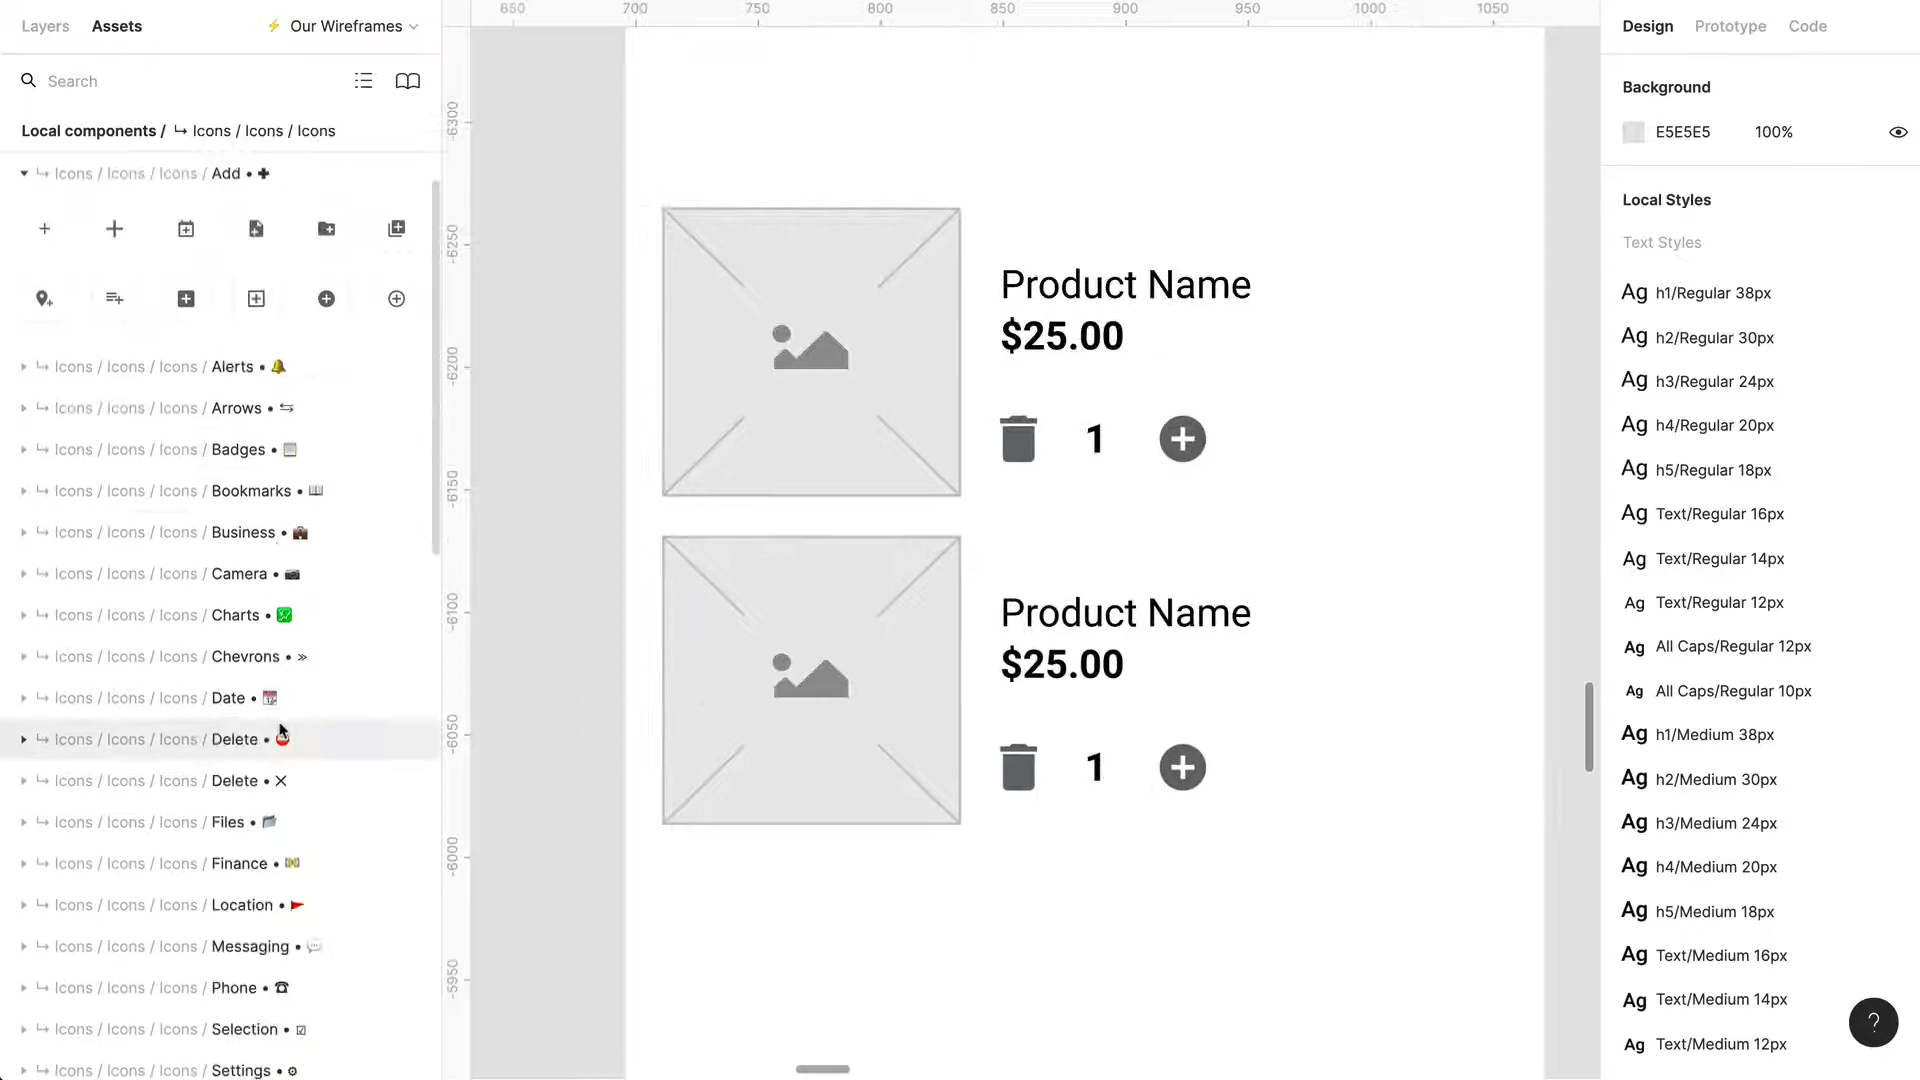 Layers
Assets
⚡ Our Wireframes
Search
Local components / ↳ Icons / Icons / Icons
↳ Icons / Icons / Icons / Add • ✚
↳ Icons / Icons / Icons / Alerts • 🔔
↳ Icons / Icons / Icons / Arrows • ⇆
↳ Icons / Icons / Icons / Badges •
↳ Icons / Icons / Icons / Bookmarks • 📖
↳ Icons / Icons / Icons / Business • 💼
↳ Icons / Icons / Icons / Camera • 📷
↳ Icons / Icons / Icons / Charts • 💹
↳ Icons / Icons / Icons / Chevrons • »
↳ Icons / Icons / Icons / Date • 📆
↳ Icons / Icons / Icons / Delete •
↳ Icons / Icons / Icons / Delete • ✕
↳ Icons / Icons / Icons / Files •
↳ Icons / Icons / Icons / Finance • 💵
↳ Icons / Icons / Icons / Location • 🚩
↳ Icons / Icons / Icons / Messaging • 💬
↳ Icons / Icons / Icons / Phone • ☎
↳ Icons / Icons / Icons / Selection • ☑
↳ Icons / Icons / Icons / Settings • ⚙
650 700 750 800 850 900 950 1000 1050
-6300
-6250
-6200
-6150
-6100
-6050
-6000
-5950
Product Name
$25.00
1
Product Name
$25.00
1
Design
Prototype
Code
Background
E5E5E5 100%
Local Styles
Text Styles
Ag h1/Regular 38px
Ag h2/Regular 30px
Ag h3/Regular 24px
Ag h4/Regular 20px
Ag h5/Regular 18px
Ag Text/Regular 16px
Ag Text/Regular 14px
Ag Text/Regular 12px
Ag All Caps/Regular 12px
Ag All Caps/Regular 10px
Ag h1/Medium 38px
Ag h2/Medium 30px
Ag h3/Medium 24px
Ag h4/Medium 20px
Ag h5/Medium 18px
Ag Text/Medium 16px
Ag Text/Medium 14px
Ag Text/Medium 12px
?